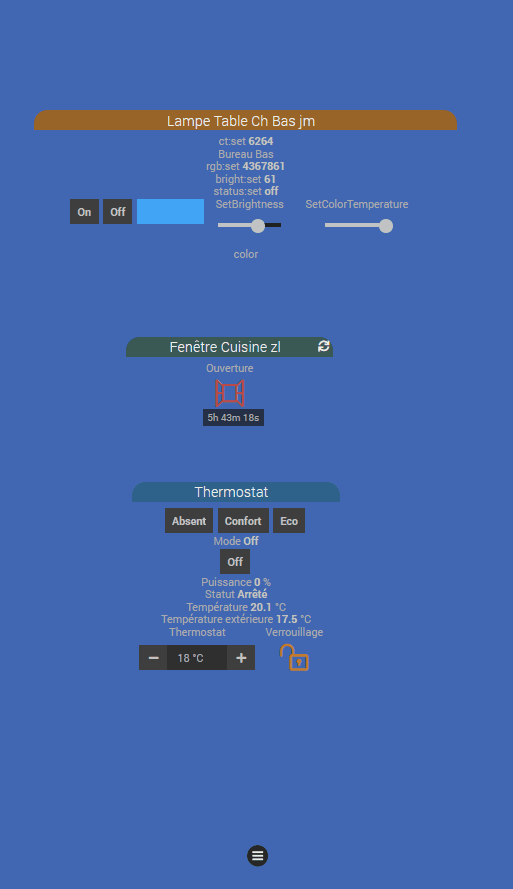 Lampe Table Ch Bas jm
ct:set 6264
Bureau Bas
rgb:set 4367861
bright:set 61
status:set off
On Off SetBrightness SetColorTemperature
color
Fenêtre Cuisine zl
Ouverture
5h 43m 18s
Thermostat
Absent Confort Eco
Mode Off
Off
Puissance 0 %
Statut Arrêté
Température 20.1 °C
Température extérieure 17.5 °C
Thermostat Verrouillage
− 18 °C +